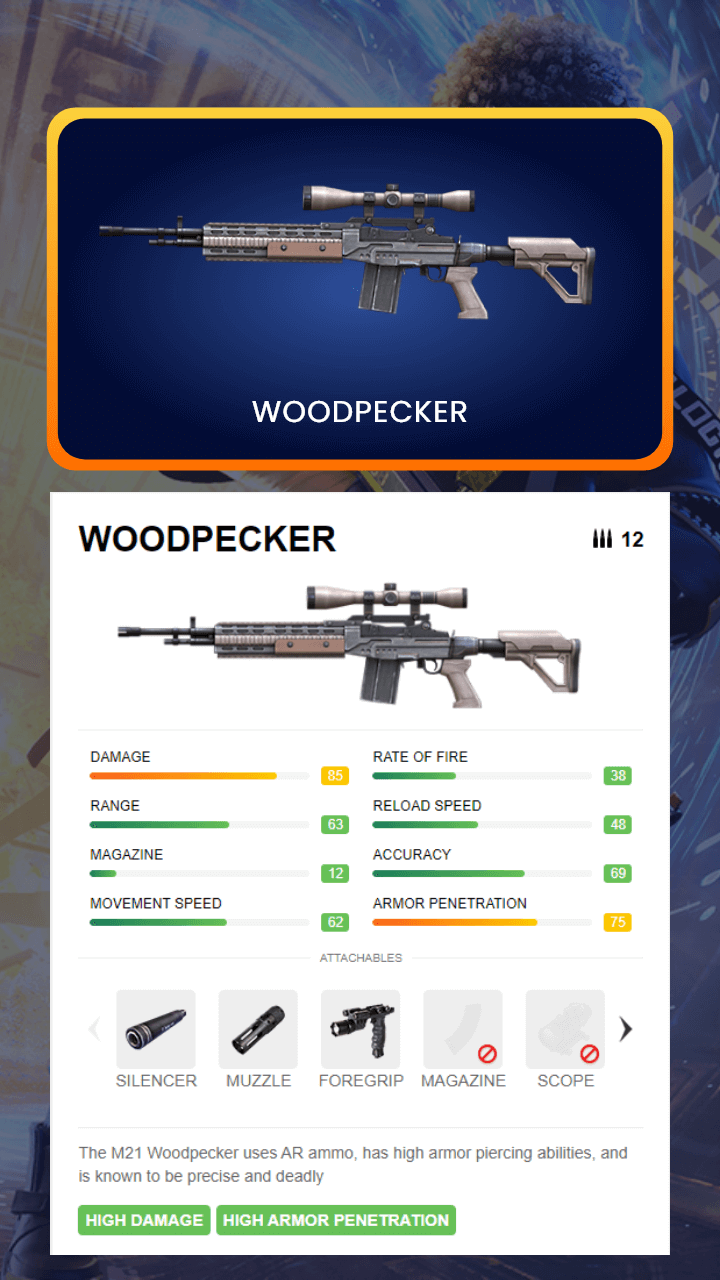 WOODPECKER
WOODPECKER
12
DAMAGE
85
RATE OF FIRE
38
RANGE
63
RELOAD SPEED
48
MAGAZINE
12
ACCURACY
69
MOVEMENT SPEED
62
ARMOR PENETRATION
75
ATTACHABLES
SILENCER
MUZZLE
FOREGRIP
MAGAZINE
SCOPE
The M21 Woodpecker uses AR ammo, has high armor piercing abilities, and
is known to be precise and deadly
HIGH DAMAGE
HIGH ARMOR PENETRATION